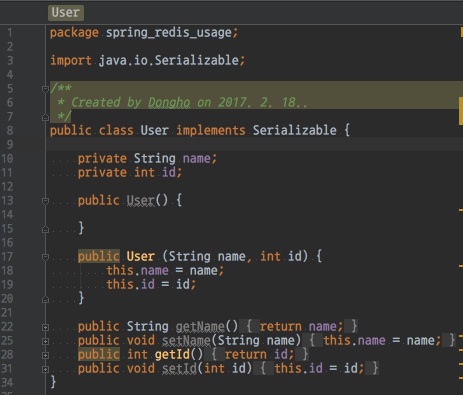 User
1 package spring_redis_usage;
2
3 import java.io.Serializable;
4
5 /**
6 * Created by Dongho on 2017. 2. 18..
7 */
8 public class User implements Serializable {
9
10 private String name;
11 private int id;
12
13 public User() {
14
15 }
16
17 public User (String name, int id) {
18 this.name = name;
19 this.id = id;
20 }
21
22 public String getName() { return name; }
25 public void setName(String name) { this.name = name; }
28 public int getId() { return id; }
31 public void setId(int id) { this.id = id; }
34 }